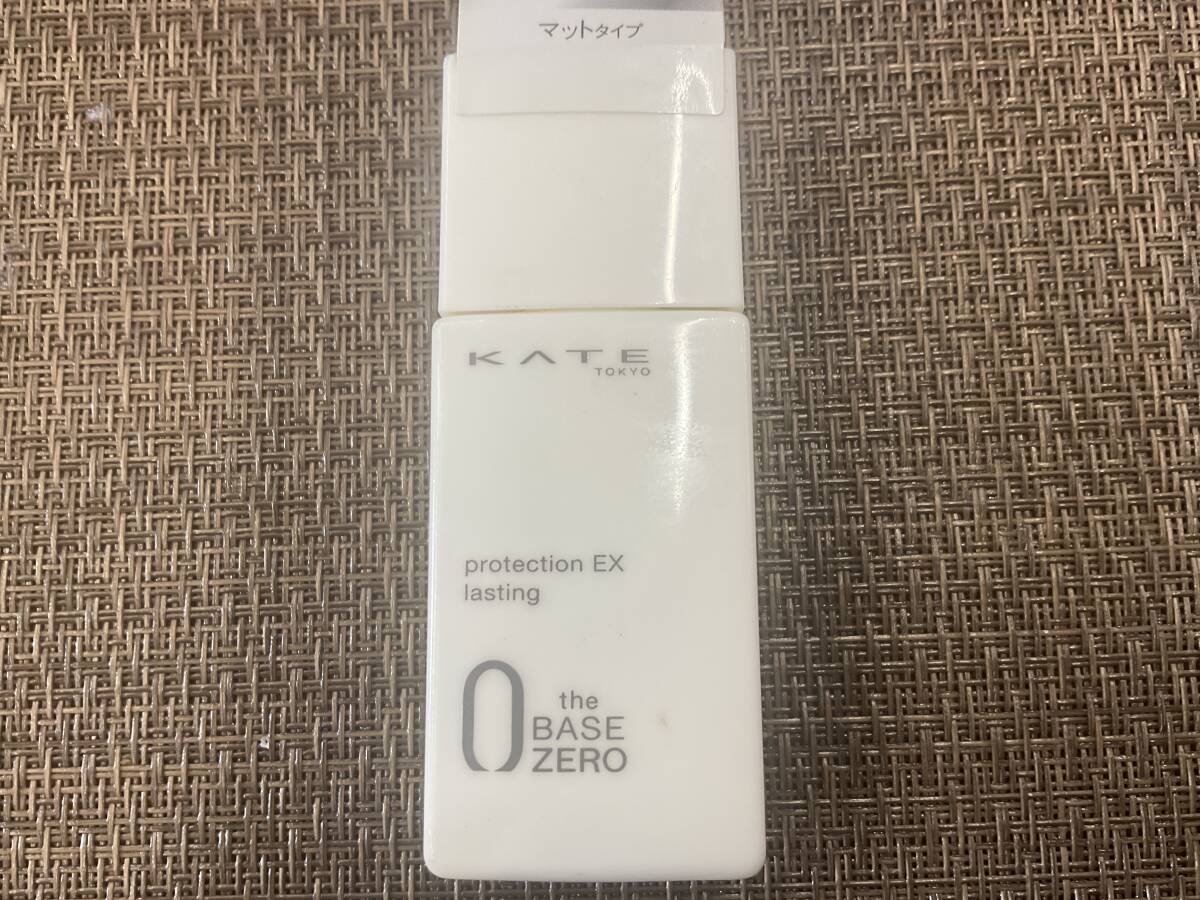 マットタイプ
KATE
TOKYO
protection EX
lasting
0 the
BASE
ZERO